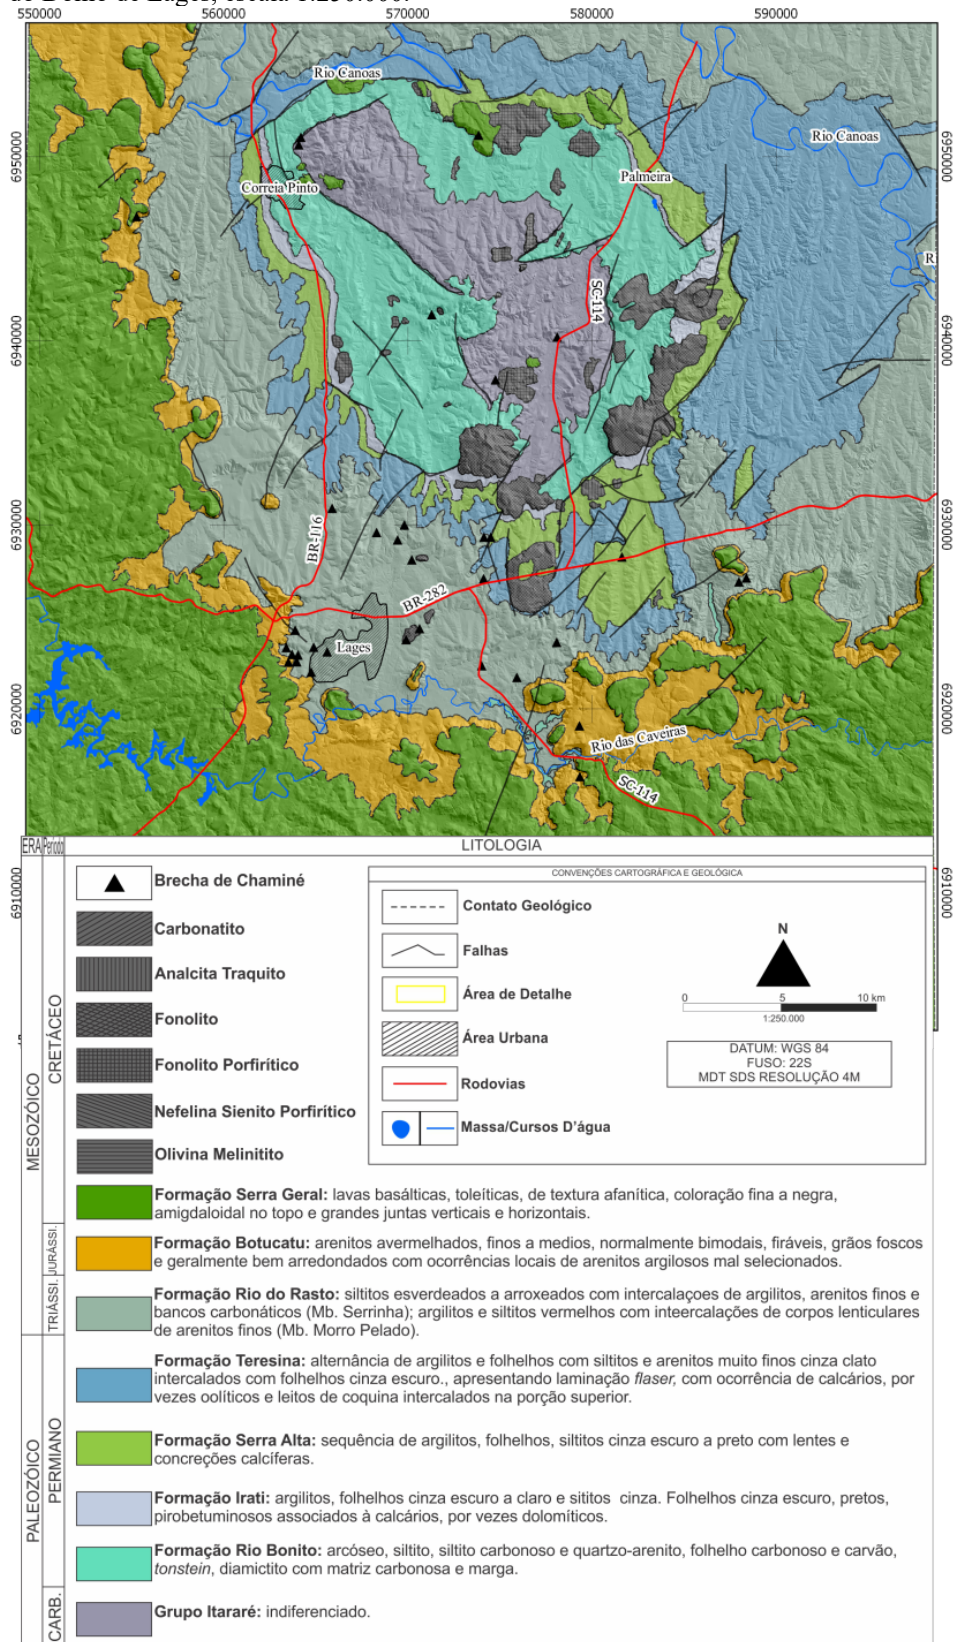 do Domo de Lages, escala 1:250.000.
550000 560000 570000 580000 590000
Rio Canoas
Rio Canoas
6950000 6950000
Correia Pinto
Palmeira
R
SC-114
6940000 6940000
6930000 6930000
BR-116
BR-282
Lages
6920000 6920000
Rio das Caveiras
SC-114
ERA Período LITOLOGIA
6910000 6910000
MESOZÓICO
CRETÁCEO
JURÁSSI.
TRIÁSSI.
PALEOZÓICO
PERMIANO
CARB.
Brecha de Chaminé
Carbonatito
Analcita Traquito
Fonolito
Fonolito Porfirítico
Nefelina Sienito Porfirítico
Olivina Melinitito
CONVENÇÕES CARTOGRÁFICA E GEOLÓGICA
Contato Geológico
Falhas
Área de Detalhe
Área Urbana
Rodovias
Massa/Cursos D'água
N
0 5 10 km
1:250.000
DATUM: WGS 84
FUSO: 22S
MDT SDS RESOLUÇÃO 4M
Formação Serra Geral: lavas basálticas, toleíticas, de textura afanítica, coloração fina a negra,
amigdaloidal no topo e grandes juntas verticais e horizontais.
Formação Botucatu: arenitos avermelhados, finos a medios, normalmente bimodais, firáveis, grãos foscos
e geralmente bem arredondados com ocorrências locais de arenitos argilosos mal selecionados.
Formação Rio do Rasto: siltitos esverdeados a arroxeados com intercalaçoes de argilitos, arenitos finos e
bancos carbonáticos (Mb. Serrinha); argilitos e siltitos vermelhos com inteercalações de corpos lenticulares
de arenitos finos (Mb. Morro Pelado).
Formação Teresina: alternância de argilitos e folhelhos com siltitos e arenitos muito finos cinza clato
intercalados com folhelhos cinza escuro., apresentando laminação flaser, com ocorrência de calcários, por
vezes oolíticos e leitos de coquina intercalados na porção superior.
Formação Serra Alta: sequência de argilitos, folhelhos, siltitos cinza escuro a preto com lentes e
concreções calcíferas.
Formação Irati: argilitos, folhelhos cinza escuro a claro e sititos cinza. Folhelhos cinza escuro, pretos,
pirobetuminosos associados à calcários, por vezes dolomíticos.
Formação Rio Bonito: arcóseo, siltito, siltito carbonoso e quartzo-arenito, folhelho carbonoso e carvão,
tonstein, diamictito com matriz carbonosa e marga.
Grupo Itararé: indiferenciado.